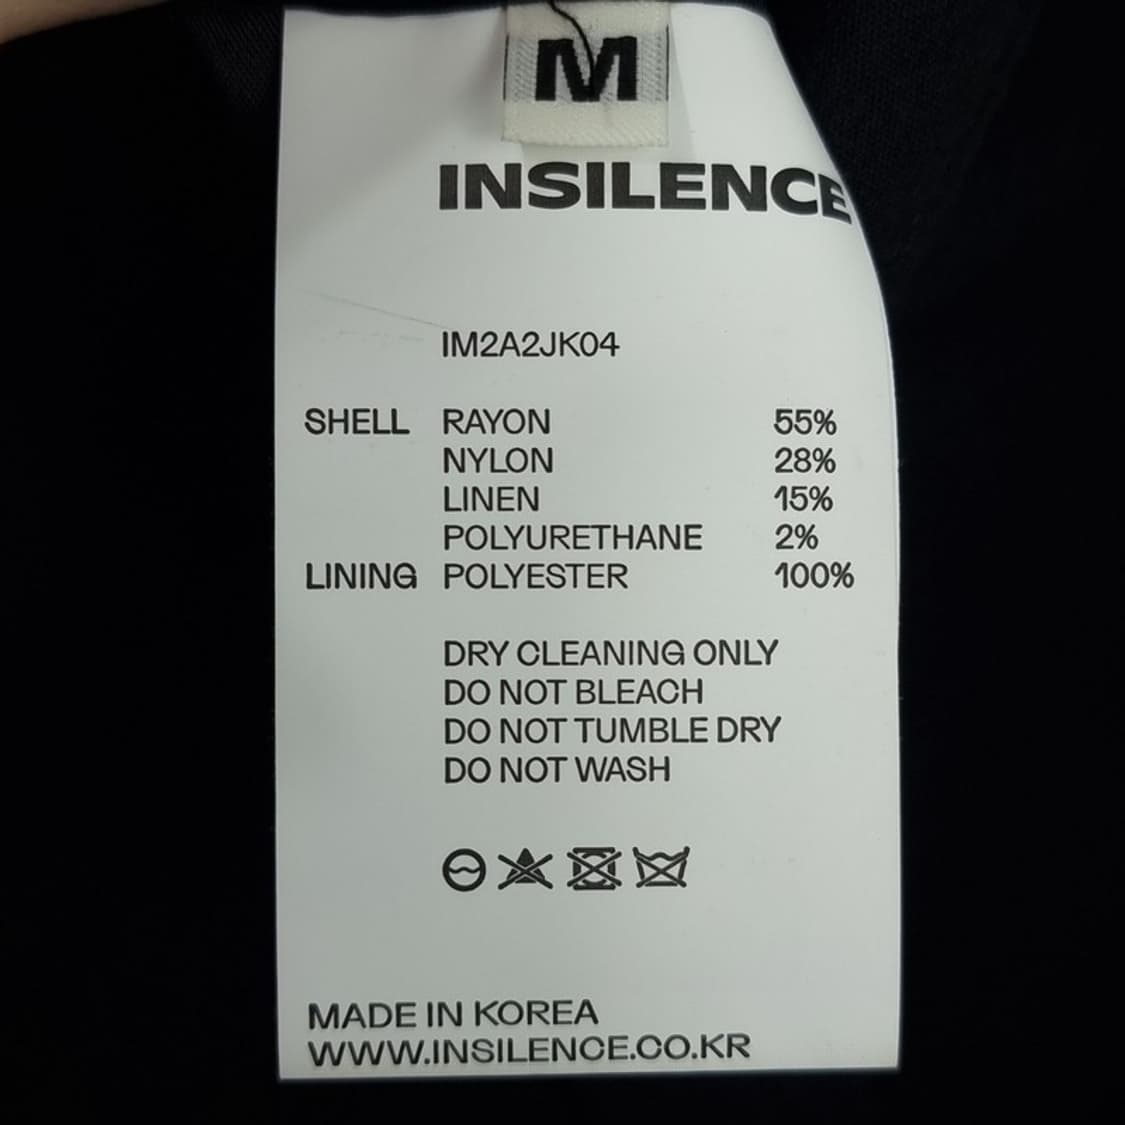 M
INSILENCE
IM2A2JK04
SHELL RAYON 55%
NYLON 28%
LINEN 15%
POLYURETHANE 2%
LINING POLYESTER 100%
DRY CLEANING ONLY
DO NOT BLEACH
DO NOT TUMBLE DRY
DO NOT WASH
MADE IN KOREA
WWW.INSILENCE.CO.KR